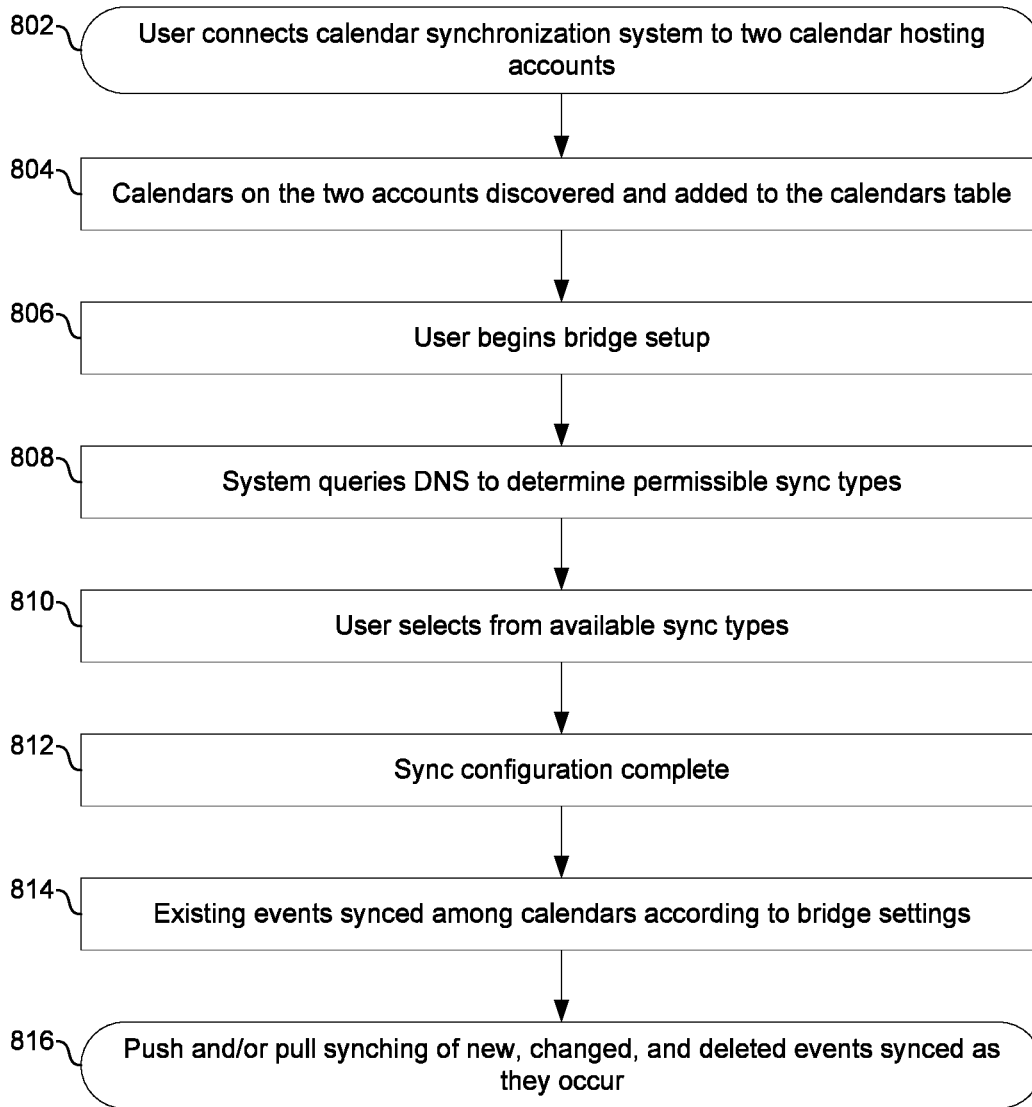 802
User connects calendar synchronization system to two calendar hosting
accounts
804
Calendars on the two accounts discovered and added to the calendars table
806
User begins bridge setup
808
System queries DNS to determine permissible sync types
810
User selects from available sync types
812
Sync configuration complete
814
Existing events synced among calendars according to bridge settings
816
Push and/or pull synching of new, changed, and deleted events synced as
they occur